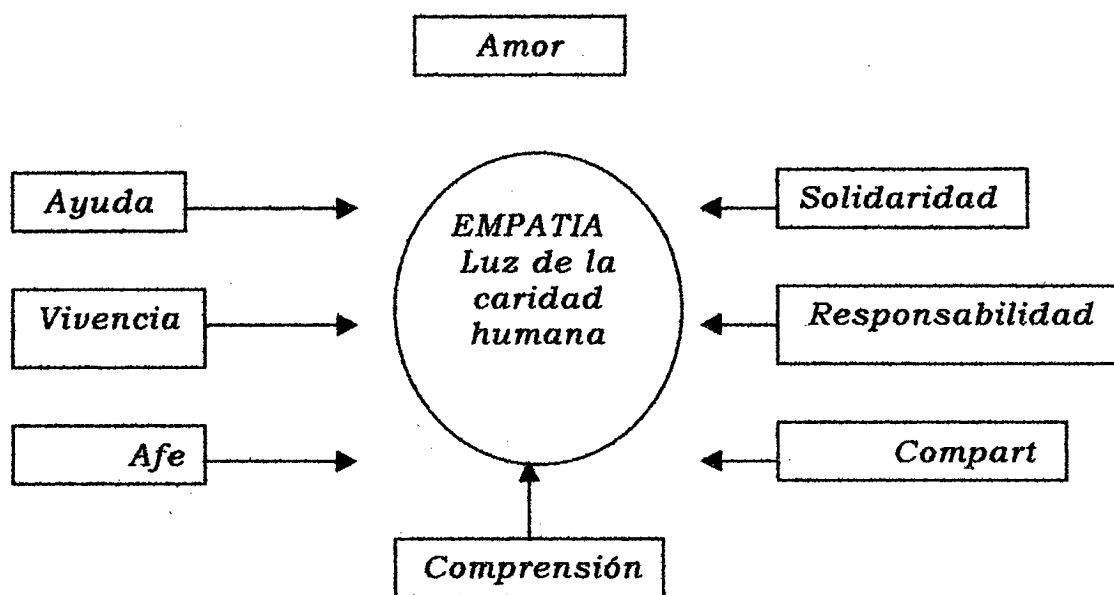 Amor
Ayuda
Solidaridad
EMPATIA
Luz de la
caridad
humana
Vivencia
Responsabilidad
Afe
Compart
Comprensión